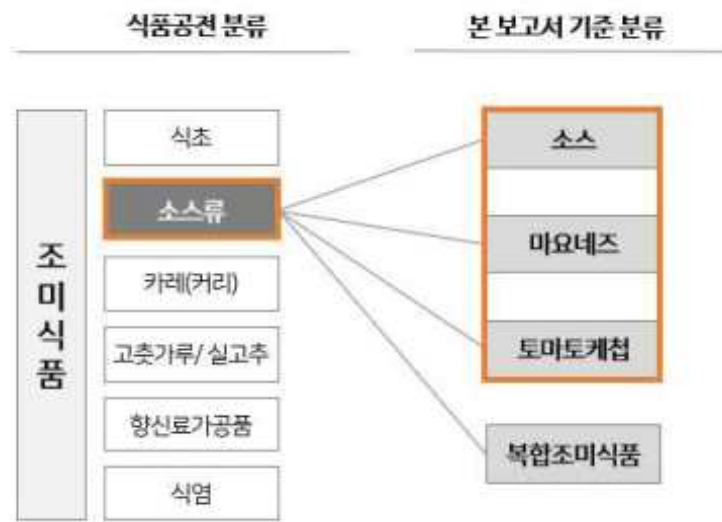 식품공전 분류
본 보고서 기준 분류
조미식품
식초
소스류
카레(커리)
고춧가루/ 실고추
향신료가공품
식염
소스
마요네즈
토마토케첩
복합조미식품